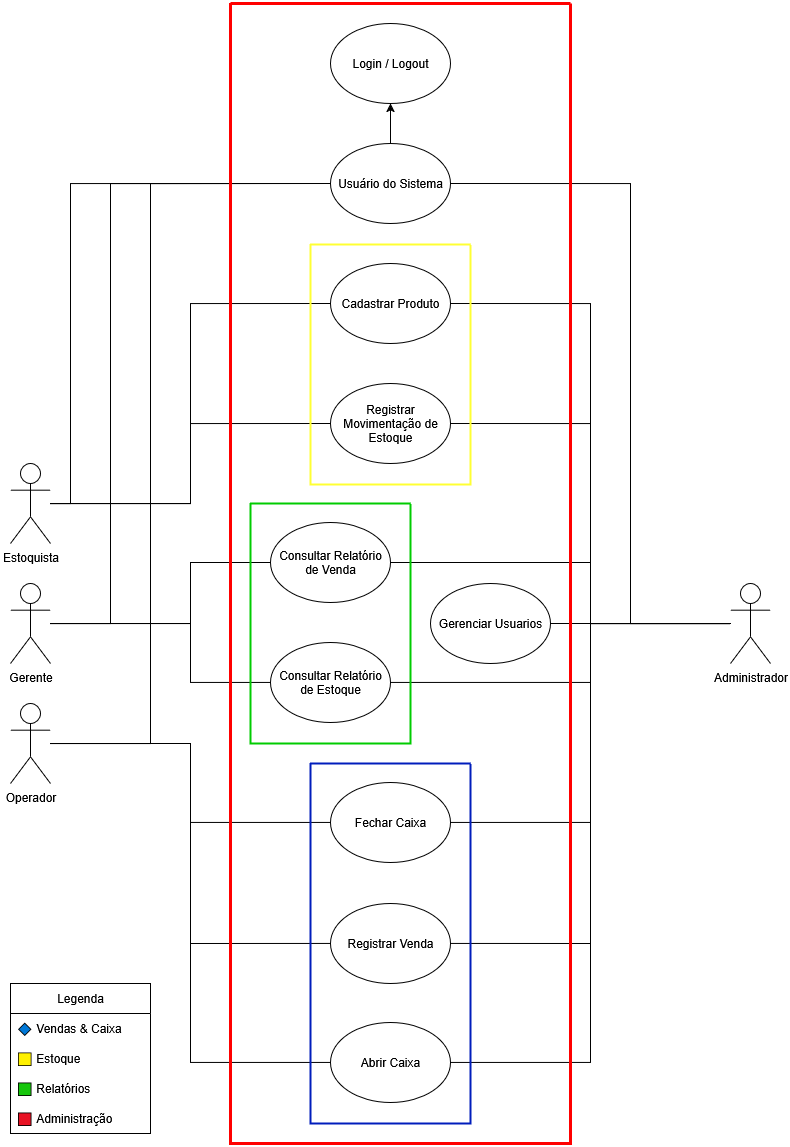 Login / Logout
Usuário do Sistema
Cadastrar Produto
Registrar
Movimentação de
Estoque
Estoquista
Consultar Relatório
de Venda
Gerenciar Usuarios
Gerente
Administrador
Consultar Relatório
de Estoque
Operador
Fechar Caixa
Registrar Venda
Abrir Caixa
Legenda
Vendas & Caixa
Estoque
Relatórios
Administração